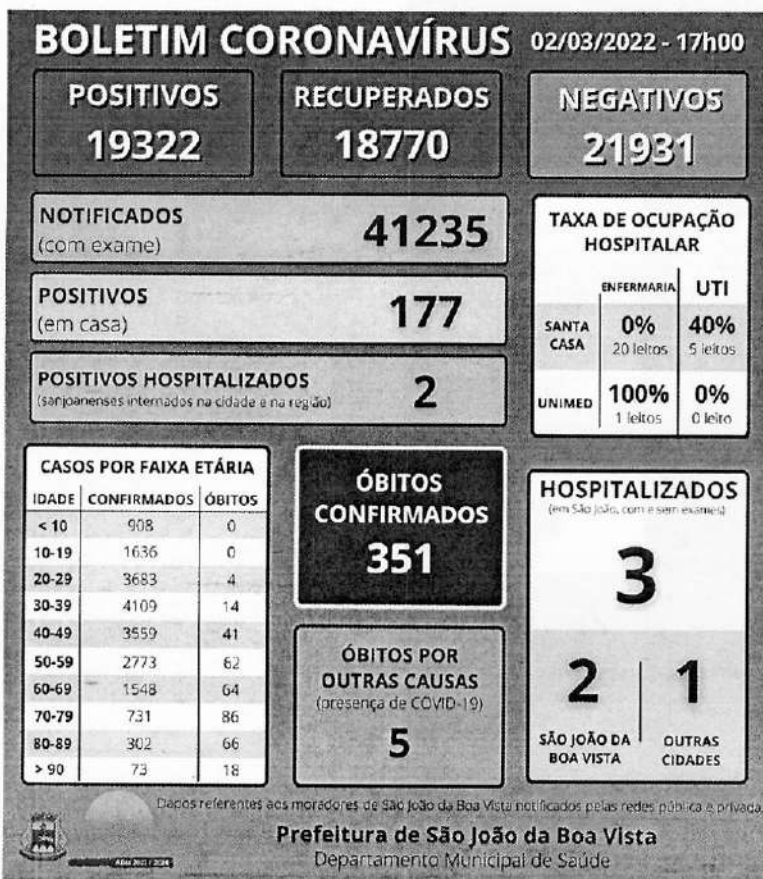 BOLETIM CORONAVÍRUS 02/03/2022 - 17h00
POSITIVOS
19322
RECUPERADOS
18770
NEGATIVOS
21931
NOTIFICADOS
(com exame)
41235
POSITIVOS
(em casa)
177
POSITIVOS HOSPITALIZADOS
(sanjoanenses internados na cidade e na região)
2
TAXA DE OCUPAÇÃO
HOSPITALAR
ENFERMARIA UTI
SANTA CASA
0% 40%
20 leitos 5 leitos
UNIMED
100% 0%
1 leitos 0 leito
CASOS POR FAIXA ETÁRIA
IDADE CONFIRMADOS ÓBITOS
< 10 908 0
10-19 1636 0
20-29 3683 4
30-39 4109 14
40-49 3559 41
50-59 2773 62
60-69 1548 64
70-79 731 86
80-89 302 66
> 90 73 18
ÓBITOS
CONFIRMADOS
351
ÓBITOS POR
OUTRAS CAUSAS
(presença de COVID-19)
5
HOSPITALIZADOS
(em São João, com e sem exames)
3
2
SÃO JOÃO DA
BOA VISTA
1
OUTRAS
CIDADES
Dados referentes aos moradores de São João da Boa Vista notificados pelas redes pública e privada.
Prefeitura de São João da Boa Vista
Departamento Municipal de Saúde